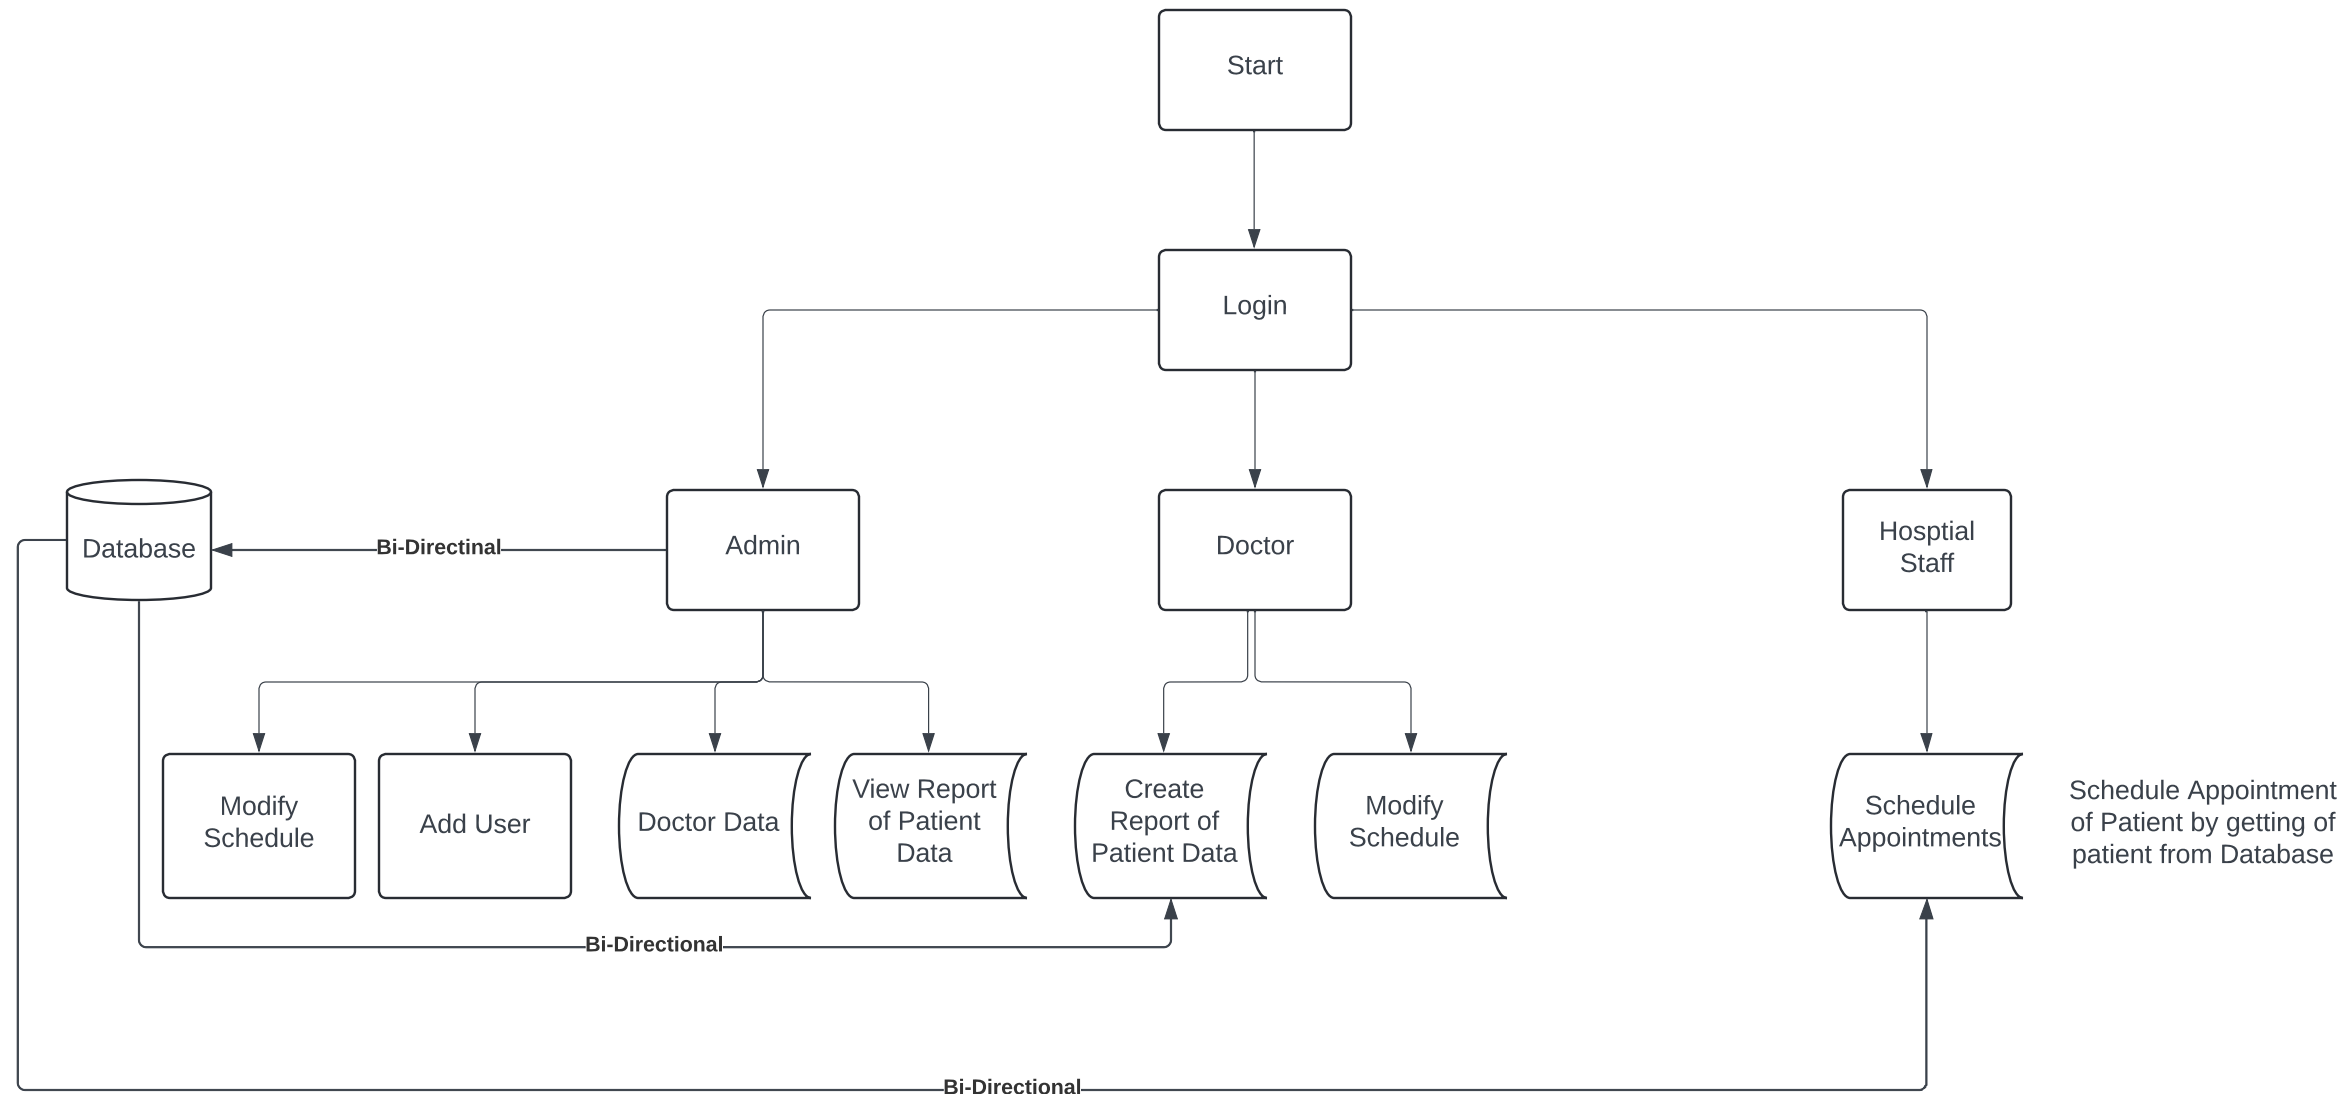 Start
Login
Database
Bi-Directinal
Admin
Doctor
Hosptial
Staff
Modify
Schedule
Add User
Doctor Data
View Report
of Patient
Data
Create
Report of
Patient Data
Modify
Schedule
Schedule
Appointments
Schedule Appointment
of Patient by getting of
patient from Database
Bi-Directional
Bi-Directional